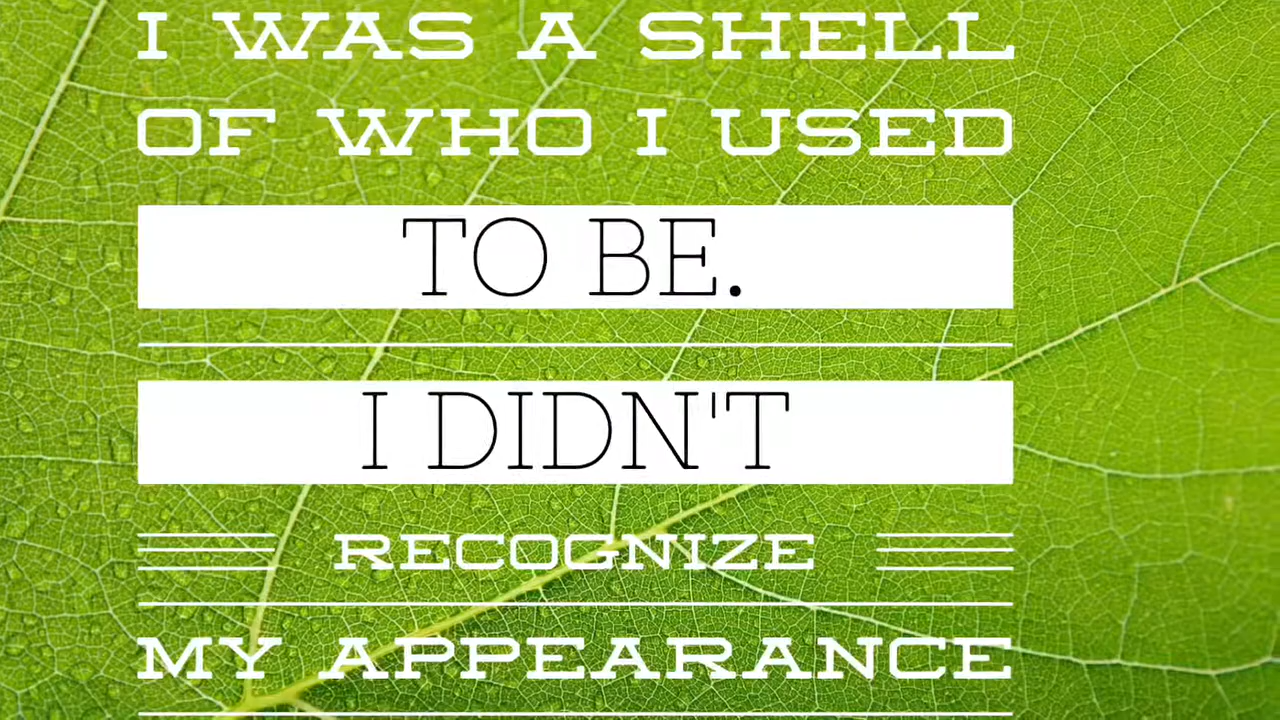 I WAS A SHELL
OF WHO I USED
TO BE.
I DIDN'T
RECOGNIZE
MY APPEARANCE